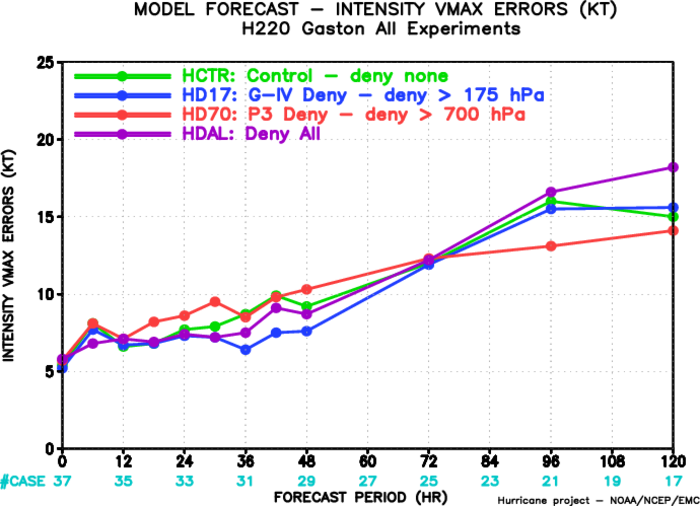 MODEL FORECAST – INTENSITY VMAX ERRORS (KT)
H220 Gaston All Experiments
INTENSITY VMAX ERRORS (KT)
25
20
15
10
5
0
HCTR: Control – deny none
HD17: G–IV Deny – deny > 175 hPa
HD70: P3 Deny – deny > 700 hPa
HDAL: Deny All
0 12 24 36 48 60 72 84 96 108 120
#CASE 37 35 33 31 29 27 25 23 21 19 17
FORECAST PERIOD (HR)
Hurricane project – NOAA/NCEP/EMC